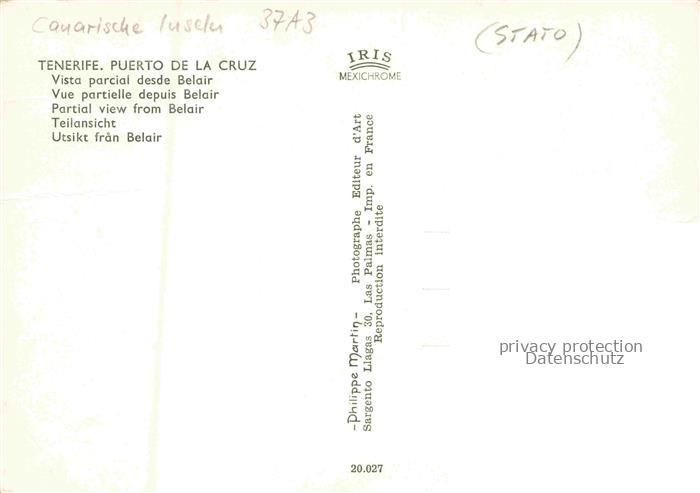 Canarische Inseln 37A3
(STATO)
TENERIFE. PUERTO DE LA CRUZ
Vista parcial desde Belair
Vue partielle depuis Belair
Partial view from Belair
Teilansicht
Utsikt från Belair
IRIS
MEXICHROME
-Philippe Martin- Photographe Editeur d'Art
Sargento Llagas 30, Las Palmas - Imp. en France
Reproduction interdite
20.027
privacy protection
Datenschutz